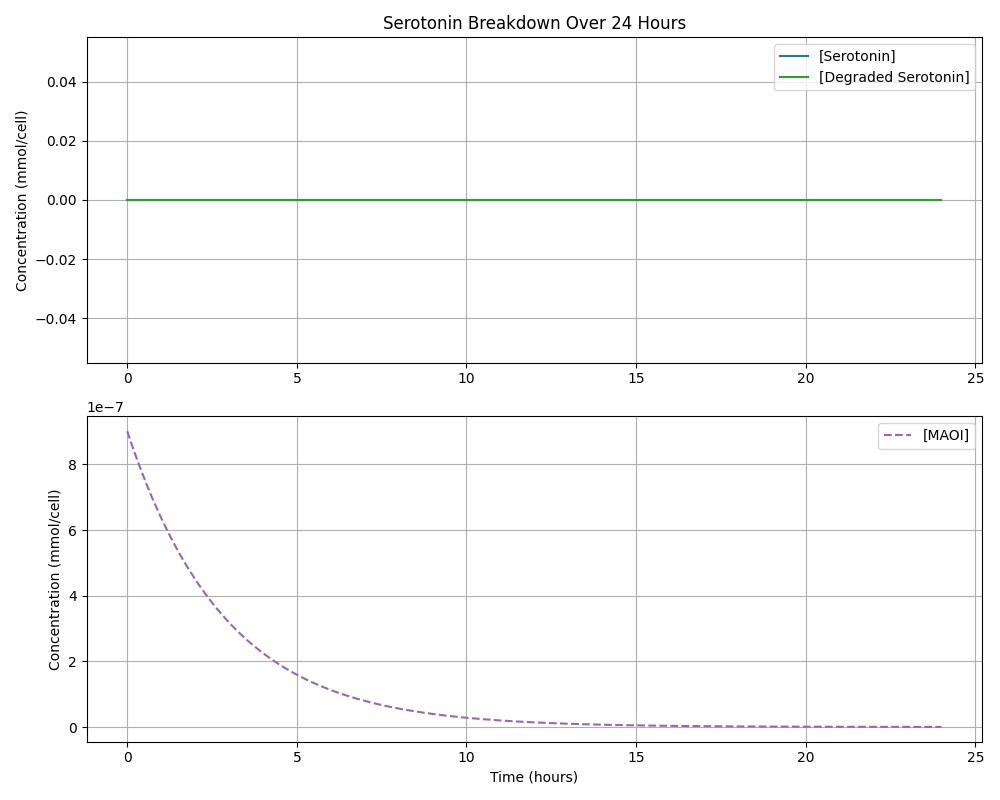 Serotonin Breakdown Over 24 Hours
[Serotonin]
[Degraded Serotonin]
Concentration (mmol/cell)
0.04
0.02
0.00
−0.02
−0.04
0 5 10 15 20 25
1e−7
[MAOI]
Concentration (mmol/cell)
8
6
4
2
0
0 5 10 15 20 25
Time (hours)